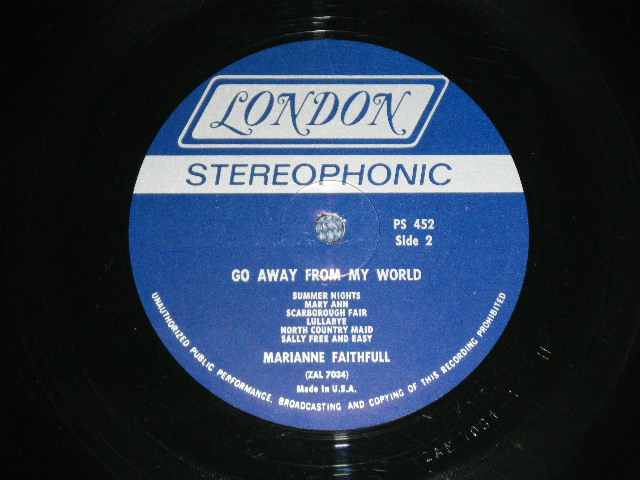 LONDON
STEREOPHONIC
PS 452
Side 2
GO AWAY FROM MY WORLD
SUMMER NIGHTS
MARY ANN
SCARBOROUGH FAIR
LULLABYE
NORTH COUNTRY MAID
SALLY FREE AND EASY
MARIANNE FAITHFULL
(ZAL 7034)
Made in U.S.A.
UNAUTHORIZED PUBLIC PERFORMANCE, BROADCASTING AND COPYING OF THIS RECORDING PROHIBITED